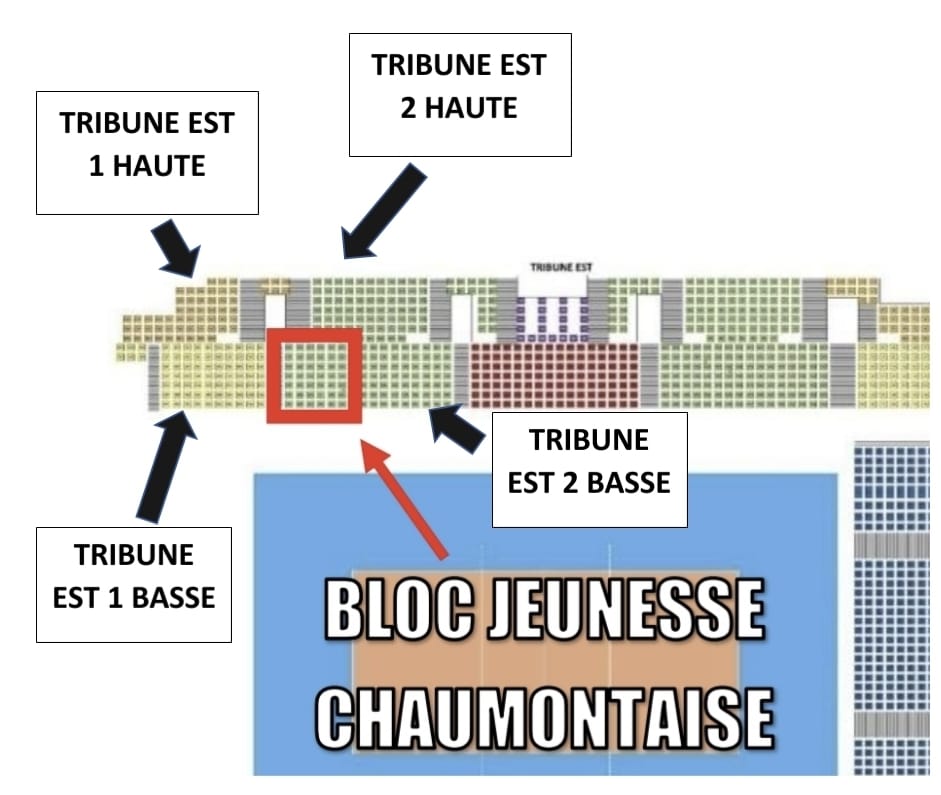 TRIBUNE EST
2 HAUTE
TRIBUNE EST
1 HAUTE
TRIBUNE EST
TRIBUNE
EST 2 BASSE
TRIBUNE
EST 1 BASSE
BLOC JEUNESSE
CHAUMONTAISE